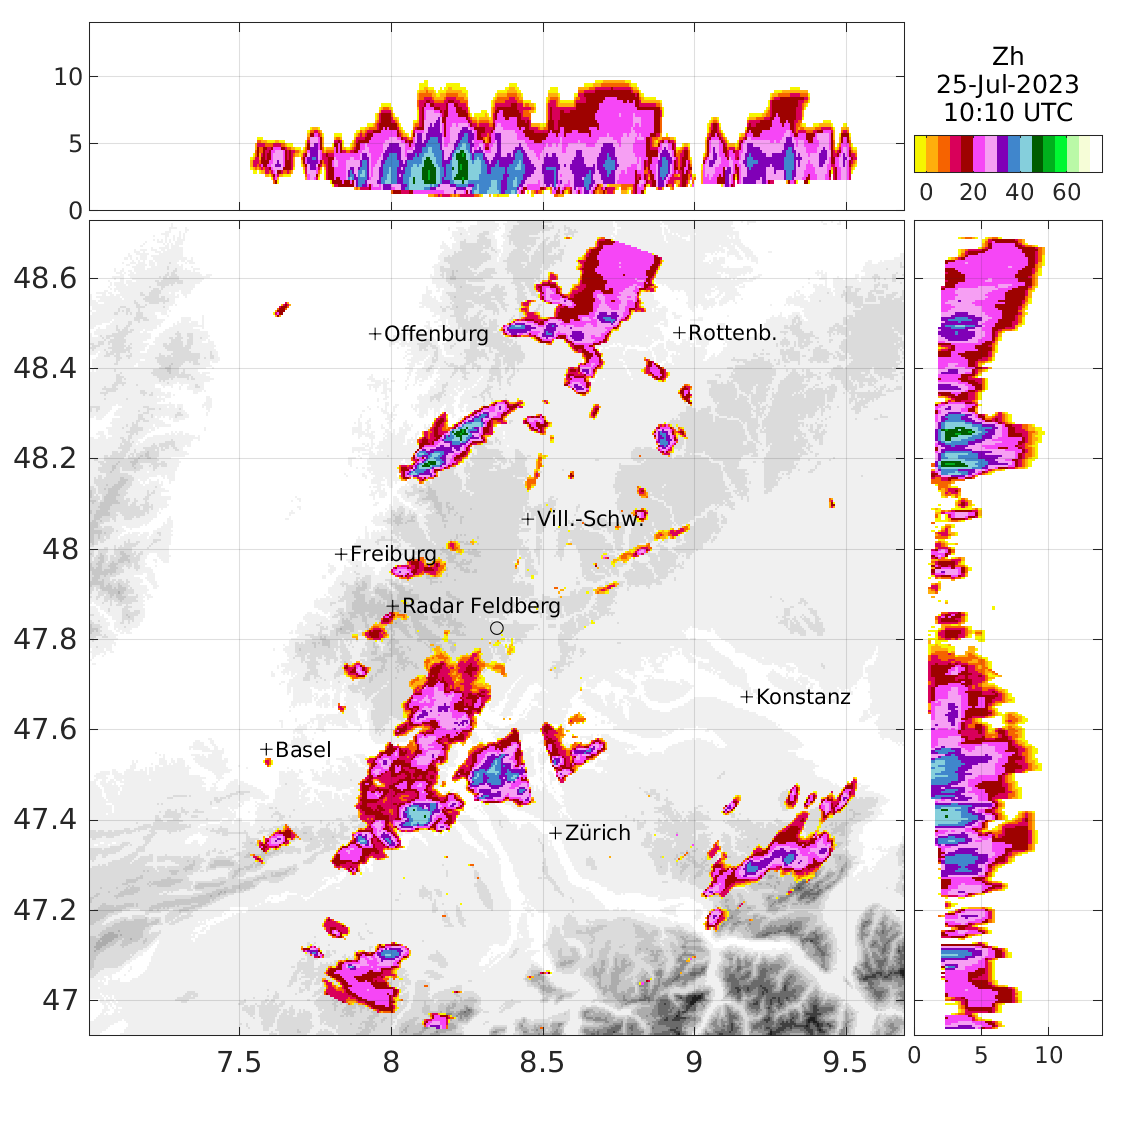 Zh
25-Jul-2023
10:10 UTC
0 20 40 60
10
5
0
48.6
48.4
48.2
48
47.8
47.6
47.4
47.2
47
+Offenburg
+Rottenb.
+Vill.-Schw.
+Freiburg
+Radar Feldberg
+Konstanz
+Basel
+Zürich
7.5 8 8.5 9 9.5
0 5 10